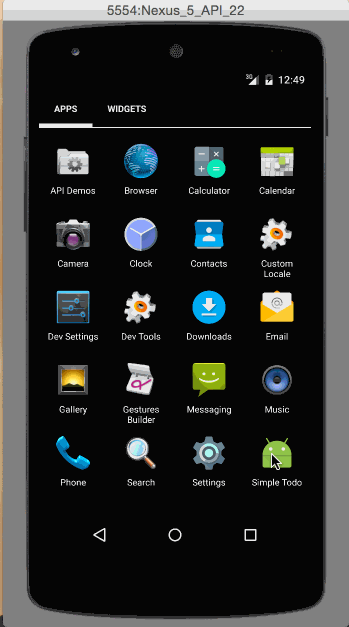 5554:Nexus_5_API_22
3G 12:49
APPS WIDGETS
API Demos Browser Calculator Calendar
Camera Clock Contacts Custom
Locale
Dev Settings Dev Tools Downloads Email
Gallery Gestures Messaging Music
Builder
Phone Search Settings Simple Todo